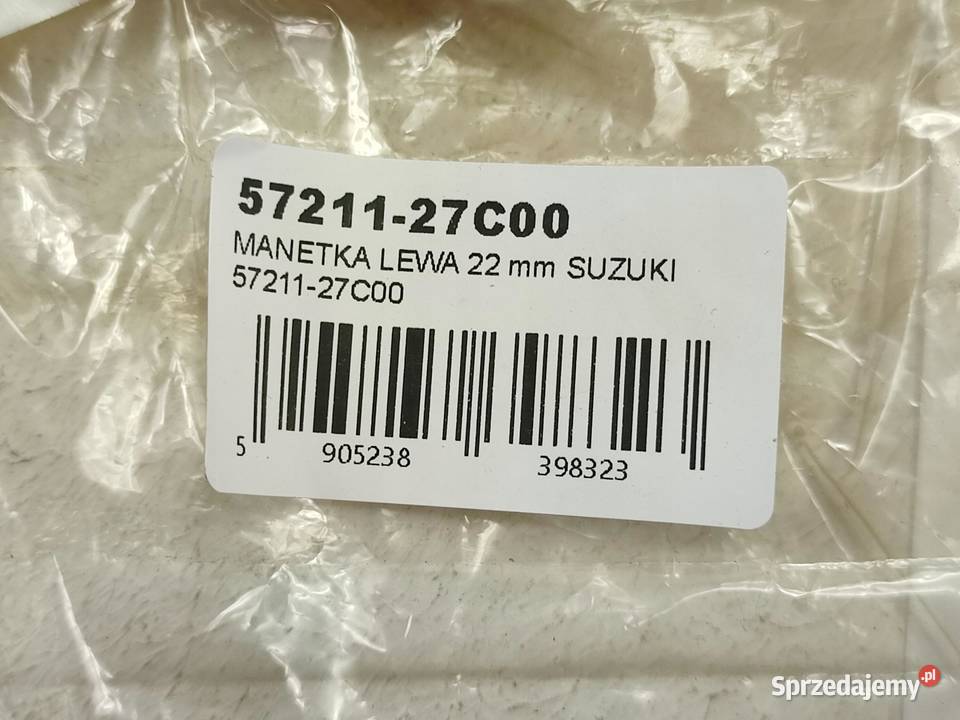 57211-27C00
MANETKA LEWA 22 mm SUZUKI
57211-27C00
5 905238 398323
Sprzedajemy.pl